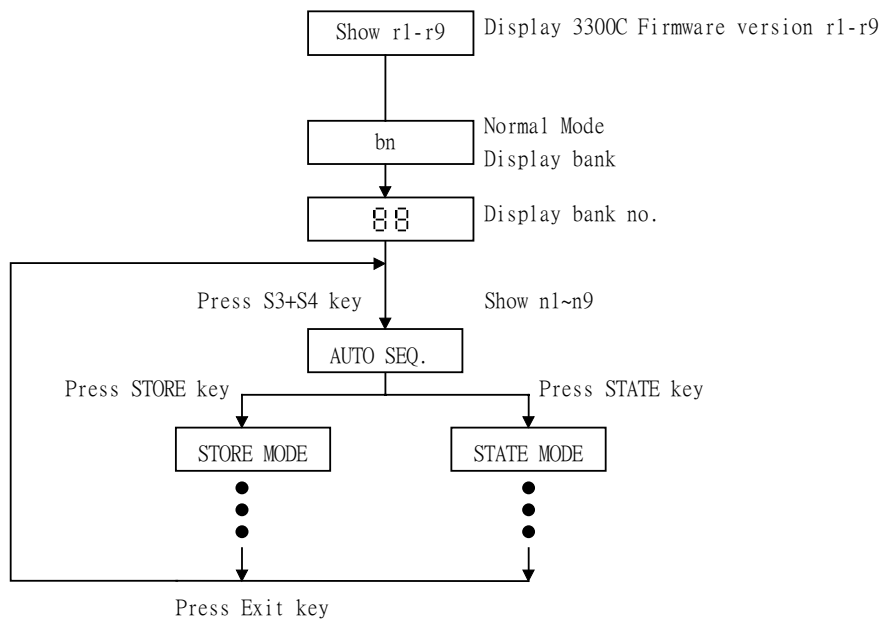 Show r1-r9
Display 3300C Firmware version r1-r9
bn
Normal Mode
Display bank
88
Display bank no.
Press S3+S4 key
Show n1~n9
AUTO SEQ.
Press STORE key
Press STATE key
STORE MODE
STATE MODE
Press Exit key